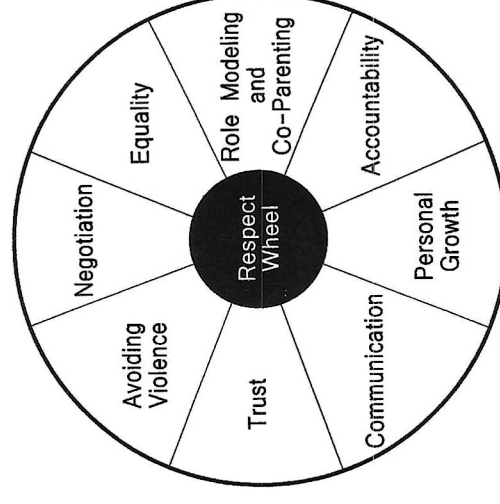 Negotiation
Equality
Role Modeling
and
Co-Parenting
Accountability
Personal
Growth
Communication
Trust
Avoiding
Violence
Respect
Wheel